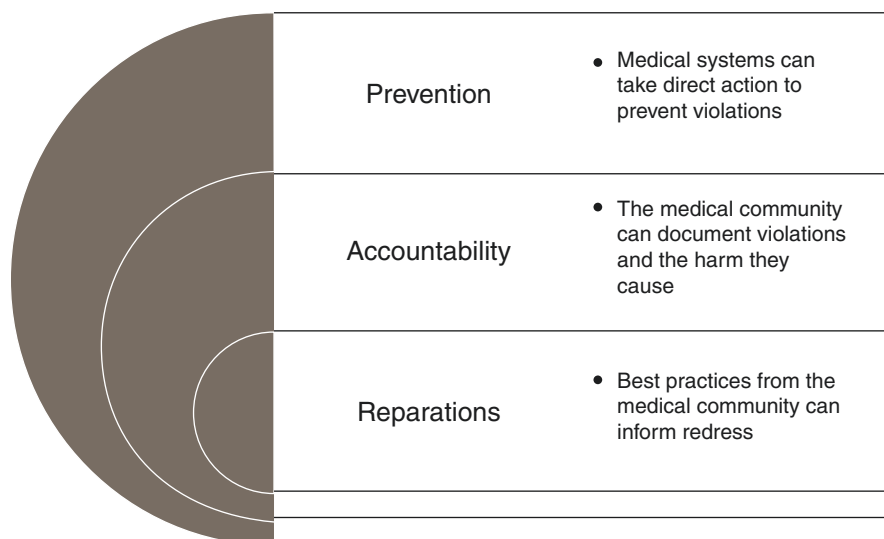 Prevention
• Medical systems can
take direct action to
prevent violations
Accountability
• The medical community
can document violations
and the harm they
cause
Reparations
• Best practices from the
medical community can
inform redress